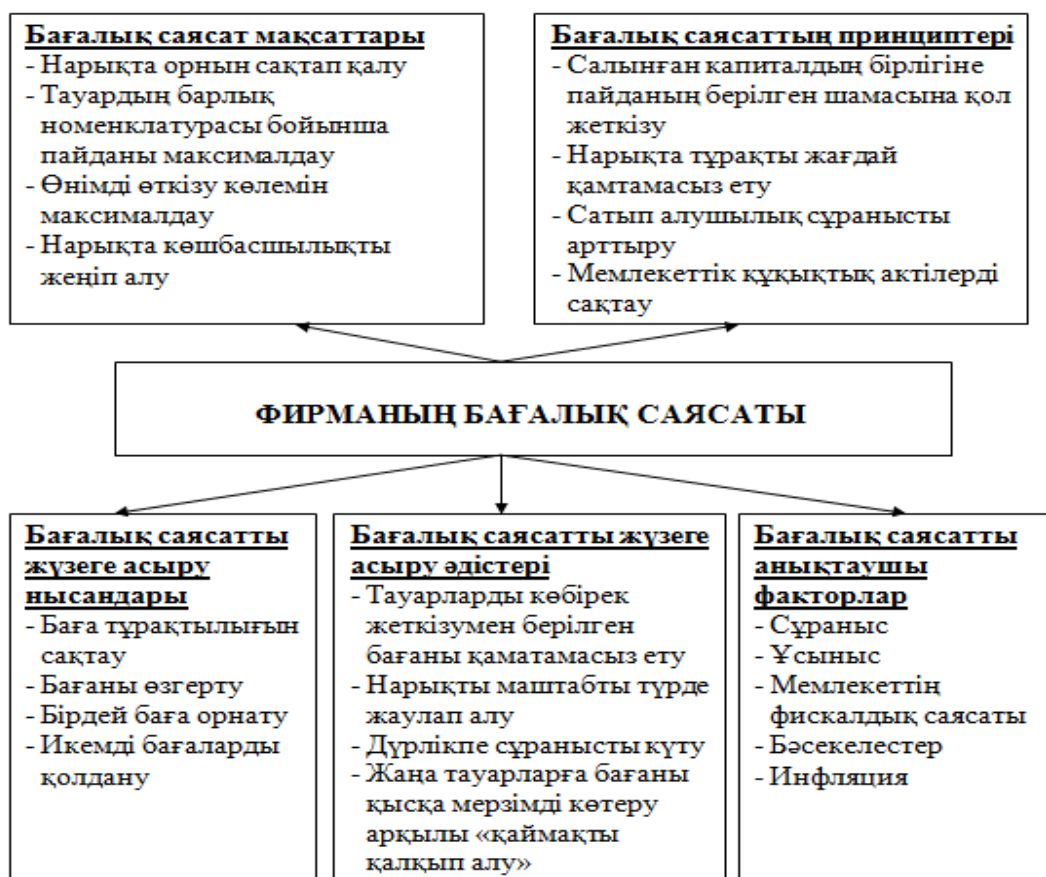 Бағалық саясат мақсаттары
- Нарықта орнын сақтап қалу
- Тауардың барлық
номенклатурасы бойынша
пайданы максималдау
- Өнімді өткізу көлемін
максималдау
- Нарықта көшбасшылықты
жеңіп алу
Бағалық саясаттың принциптері
- Салынған капиталдың бірлігіне
пайданың берілген шамасына қол
жеткізу
- Нарықта тұрақты жағдай
қамтамасыз ету
- Сатып алушылық сұранысты
арттыру
- Мемлекеттік құқықтық актілерді
сақтау
ФИРМАНЫҢ БАҒАЛЫҚ САЯСАТЫ
Бағалық саясатты
жүзеге асыру
нысандары
- Баға тұрақтылығын
сақтау
- Бағаны өзгерту
- Бірдей баға орнату
- Икемді бағаларды
қолдану
Бағалық саясатты жүзеге
асыру әдістері
- Тауарларды көбірек
жеткізумен берілген
бағаны қаматамасыз ету
- Нарықты маштабты түрде
жаулап алу
- Дүрлікпе сұранысты күту
- Жаңа тауарларға бағаны
қысқа мерзімді көтеру
арқылы «қаймақты
қалқып алу»
Бағалық саясатты
анықтаушы
факторлар
- Сұраныс
- Ұсыныс
- Мемлекеттің
фискалдық саясаты
- Бәсекелестер
- Инфляция